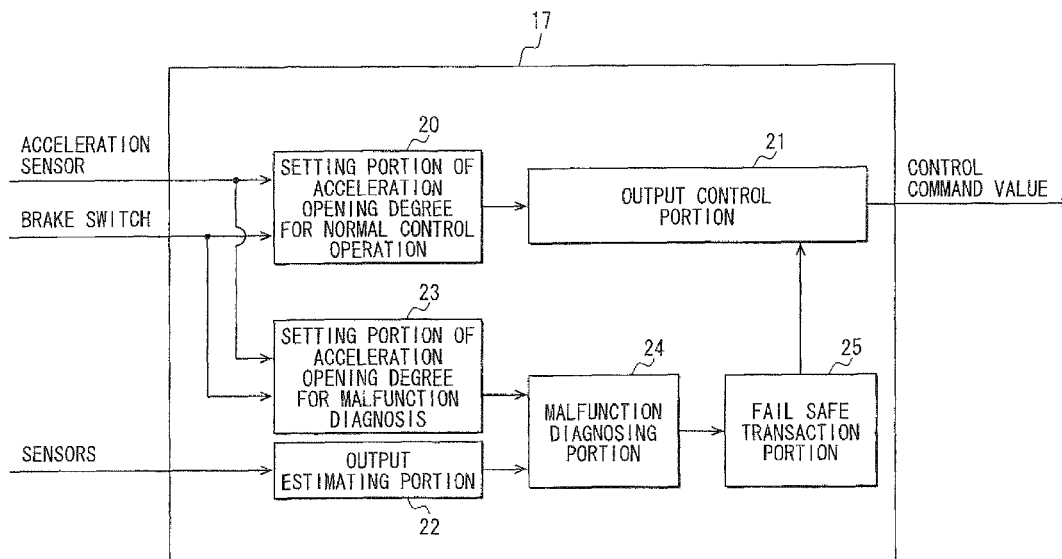 17
ACCELERATION
SENSOR
BRAKE SWITCH
20
SETTING PORTION OF
ACCELERATION
OPENING DEGREE
FOR NORMAL CONTROL
OPERATION
21
OUTPUT CONTROL
PORTION
CONTROL
COMMAND VALUE
23
SETTING PORTION OF
ACCELERATION
OPENING DEGREE
FOR MALFUNCTION
DIAGNOSIS
24
MALFUNCTION
DIAGNOSING
PORTION
25
FAIL SAFE
TRANSACTION
PORTION
SENSORS
OUTPUT
ESTIMATING PORTION
22